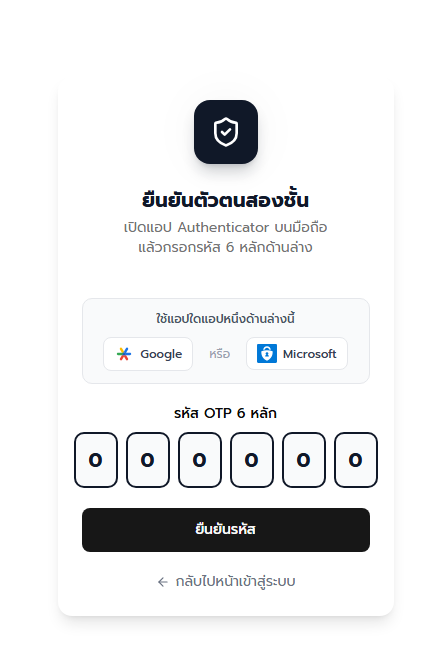 ยืนยันตัวตนสองชั้น
เปิดแอป Authenticator บนมือถือ
แล้วกรอกรหัส 6 หลักด้านล่าง
ใช้แอปใดแอปหนึ่งด้านล่างนี้
Google หรือ Microsoft
รหัส OTP 6 หลัก
0 0 0 0 0 0
ยืนยันรหัส
← กลับไปหน้าเข้าสู่ระบบ